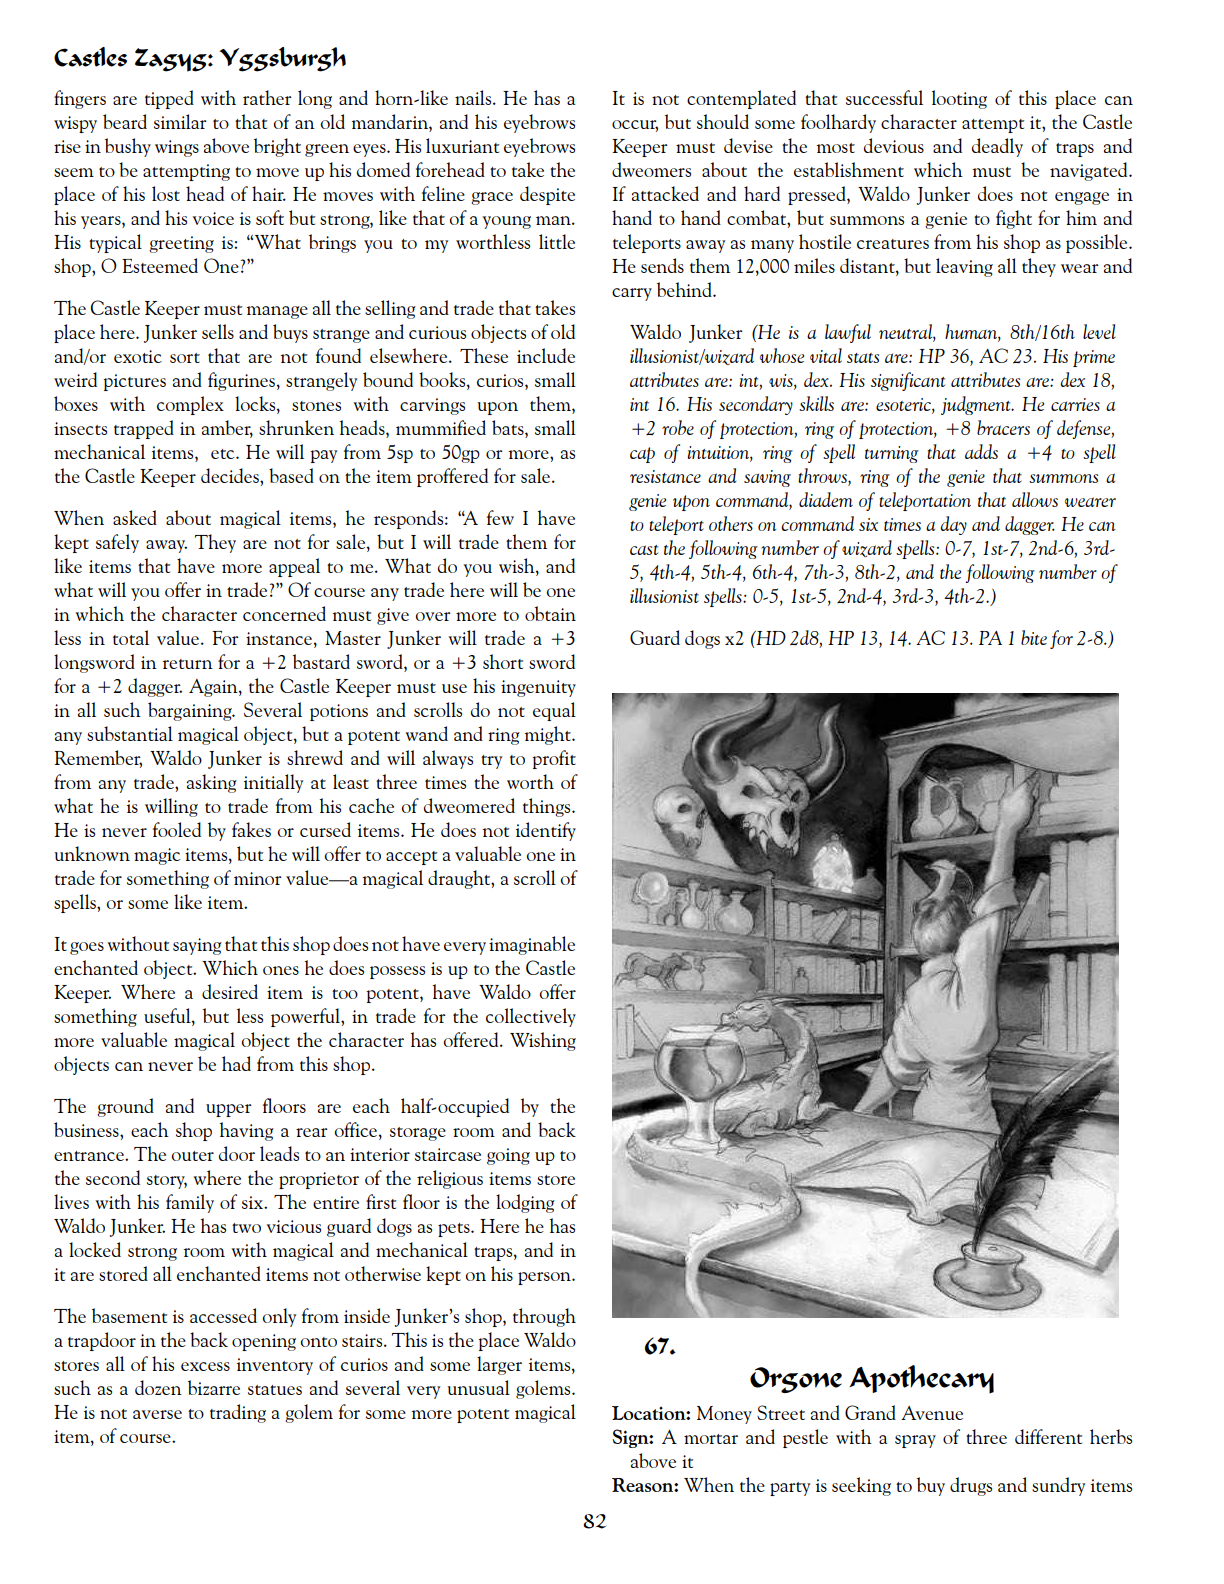 Castles Zagyg: Yggsburgh
fingers are tipped with rather long and horn-like nails. He has a
wispy beard similar to that of an old mandarin, and his eyebrows
rise in bushy wings above bright green eyes. His luxuriant eyebrows
seem to be attempting to move up his domed forehead to take the
place of his lost head of hair. He moves with feline grace despite
his years, and his voice is soft but strong, like that of a young man.
His typical greeting is: “What brings you to my worthless little
shop, O Esteemed One?”
The Castle Keeper must manage all the selling and trade that takes
place here. Junker sells and buys strange and curious objects of old
and/or exotic sort that are not found elsewhere. These include
weird pictures and figurines, strangely bound books, curios, small
boxes with complex locks, stones with carvings upon them,
insects trapped in amber, shrunken heads, mummified bats, small
mechanical items, etc. He will pay from 5sp to 50gp or more, as
the Castle Keeper decides, based on the item proffered for sale.
When asked about magical items, he responds: “A few I have
kept safely away. They are not for sale, but I will trade them for
like items that have more appeal to me. What do you wish, and
what will you offer in trade?” Of course any trade here will be one
in which the character concerned must give over more to obtain
less in total value. For instance, Master Junker will trade a +3
longsword in return for a +2 bastard sword, or a +3 short sword
for a +2 dagger. Again, the Castle Keeper must use his ingenuity
in all such bargaining. Several potions and scrolls do not equal
any substantial magical object, but a potent wand and ring might.
Remember, Waldo Junker is shrewd and will always try to profit
from any trade, asking initially at least three times the worth of
what he is willing to trade from his cache of dweomered things.
He is never fooled by fakes or cursed items. He does not identify
unknown magic items, but he will offer to accept a valuable one in
trade for something of minor value—a magical draught, a scroll of
spells, or some like item.
It goes without saying that this shop does not have every imaginable
enchanted object. Which ones he does possess is up to the Castle
Keeper. Where a desired item is too potent, have Waldo offer
something useful, but less powerful, in trade for the collectively
more valuable magical object the character has offered. Wishing
objects can never be had from this shop.
The ground and upper floors are each half-occupied by the
business, each shop having a rear office, storage room and back
entrance. The outer door leads to an interior staircase going up to
the second story, where the proprietor of the religious items store
lives with his family of six. The entire first floor is the lodging of
Waldo Junker. He has two vicious guard dogs as pets. Here he has
a locked strong room with magical and mechanical traps, and in
it are stored all enchanted items not otherwise kept on his person.
The basement is accessed only from inside Junker’s shop, through
a trapdoor in the back opening onto stairs. This is the place Waldo
stores all of his excess inventory of curios and some larger items,
such as a dozen bizarre statues and several very unusual golems.
He is not averse to trading a golem for some more potent magical
item, of course.
It is not contemplated that successful looting of this place can
occur, but should some foolhardy character attempt it, the Castle
Keeper must devise the most devious and deadly of traps and
dweomers about the establishment which must be navigated.
If attacked and hard pressed, Waldo Junker does not engage in
hand to hand combat, but summons a genie to fight for him and
teleports away as many hostile creatures from his shop as possible.
He sends them 12,000 miles distant, but leaving all they wear and
carry behind.
Waldo Junker (He is a lawful neutral, human, 8th/16th level
illusionist/wizard whose vital stats are: HP 36, AC 23. His prime
attributes are: int, wis, dex. His significant attributes are: dex 18,
int 16. His secondary skills are: esoteric, judgment. He carries a
+2 robe of protection, ring of protection, +8 bracers of defense,
cap of intuition, ring of spell turning that adds a +4 to spell
resistance and saving throws, ring of the genie that summons a
genie upon command, diadem of teleportation that allows wearer
to teleport others on command six times a day and dagger. He can
cast the following number of wizard spells: 0-7, 1st-7, 2nd-6, 3rd-
5, 4th-4, 5th-4, 6th-4, 7th-3, 8th-2, and the following number of
illusionist spells: 0-5, 1st-5, 2nd-4, 3rd-3, 4th-2.)
Guard dogs x2 (HD 2d8, HP 13, 14. AC 13. PA 1 bite for 2-8.)
67.
Orgone Apothecary
Location: Money Street and Grand Avenue
Sign: A mortar and pestle with a spray of three different herbs
above it
Reason: When the party is seeking to buy drugs and sundry items
82